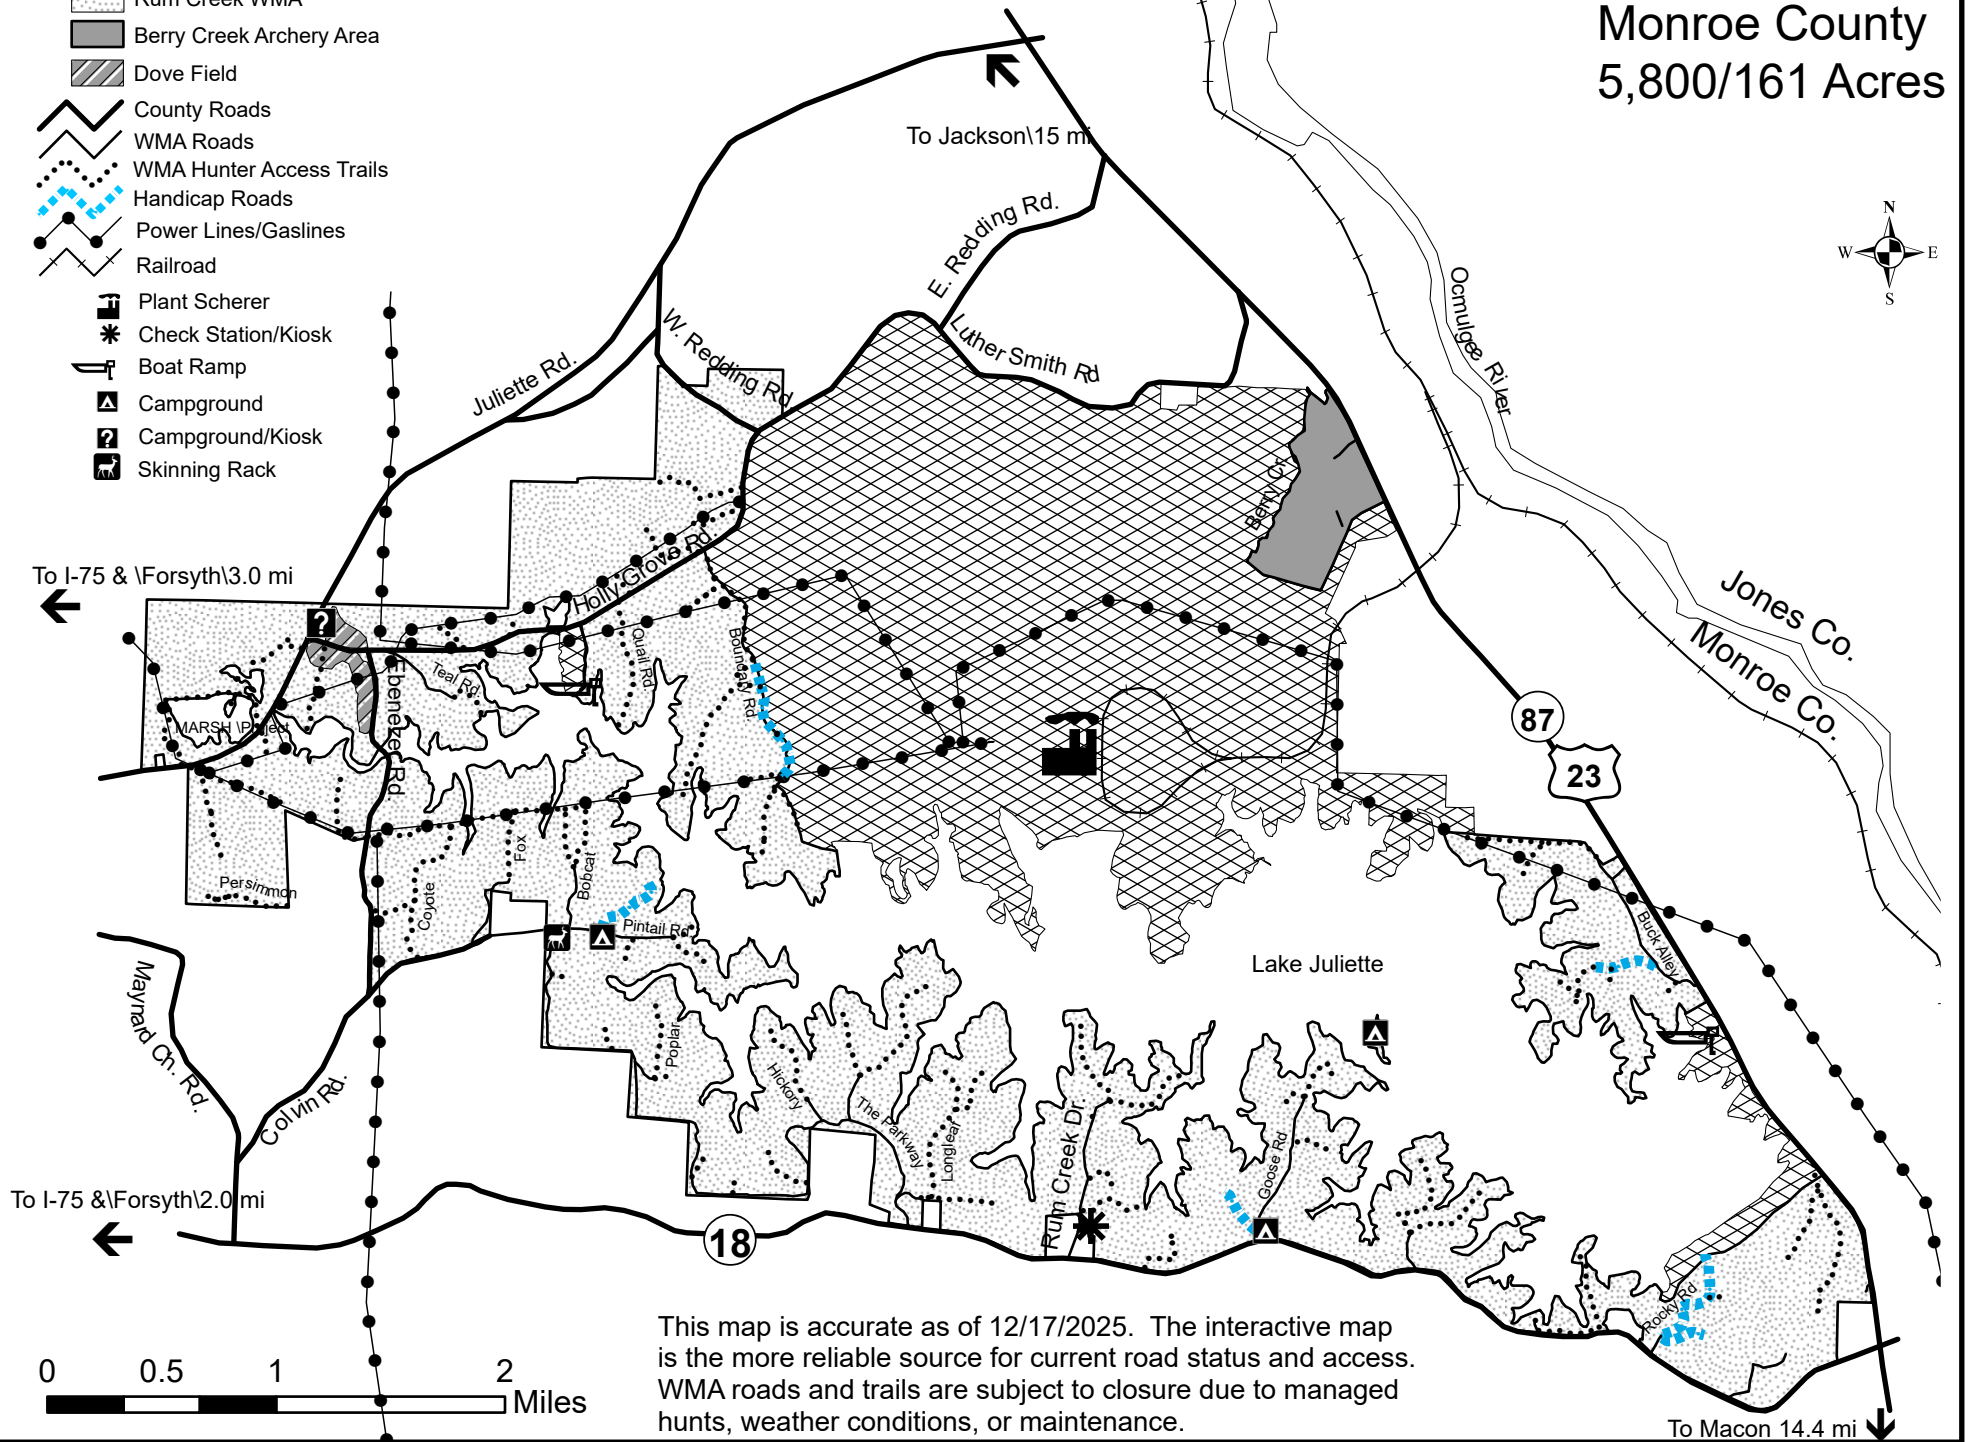 Rum Creek WMA
Berry Creek Archery Area
Dove Field
County Roads
WMA Roads
WMA Hunter Access Trails
Handicap Roads
Power Lines/Gaslines
Railroad
Plant Scherer
Check Station/Kiosk
Boat Ramp
Campground
?
Campground/Kiosk
Skinning Rack
Monroe County
5,800/161 Acres
N
W
E
S
To Jackson\15 mi
E. Redding Rd.
Luther Smith Rd
W. Redding Rd.
Juliette Rd.
Ocmulgee River
Berry Cr.
Jones Co.
Monroe Co.
To I-75 & \Forsyth\3.0 mi
?
Holly Grove Rd.
Quail Rd
Boundary Rd
Teal Rd.
Ebenezer Rd.
MARSH \Project
87
23
Persimmon
Coyote
Fox
Bobcat
Pintail Rd.
Buck Alley
Lake Juliette
Maynard Ch. Rd.
Colvin Rd.
Poplar
Hickory
The Parkway
Longleaf
Rum Creek Dr.
Goose Rd
Rocky Rd
To I-75 &\Forsyth\2.0 mi
18
This map is accurate as of 12/17/2025.  The interactive map
is the more reliable source for current road status and access.
WMA roads and trails are subject to closure due to managed
hunts, weather conditions, or maintenance.
0 0.5 1 2
Miles
To Macon 14.4 mi